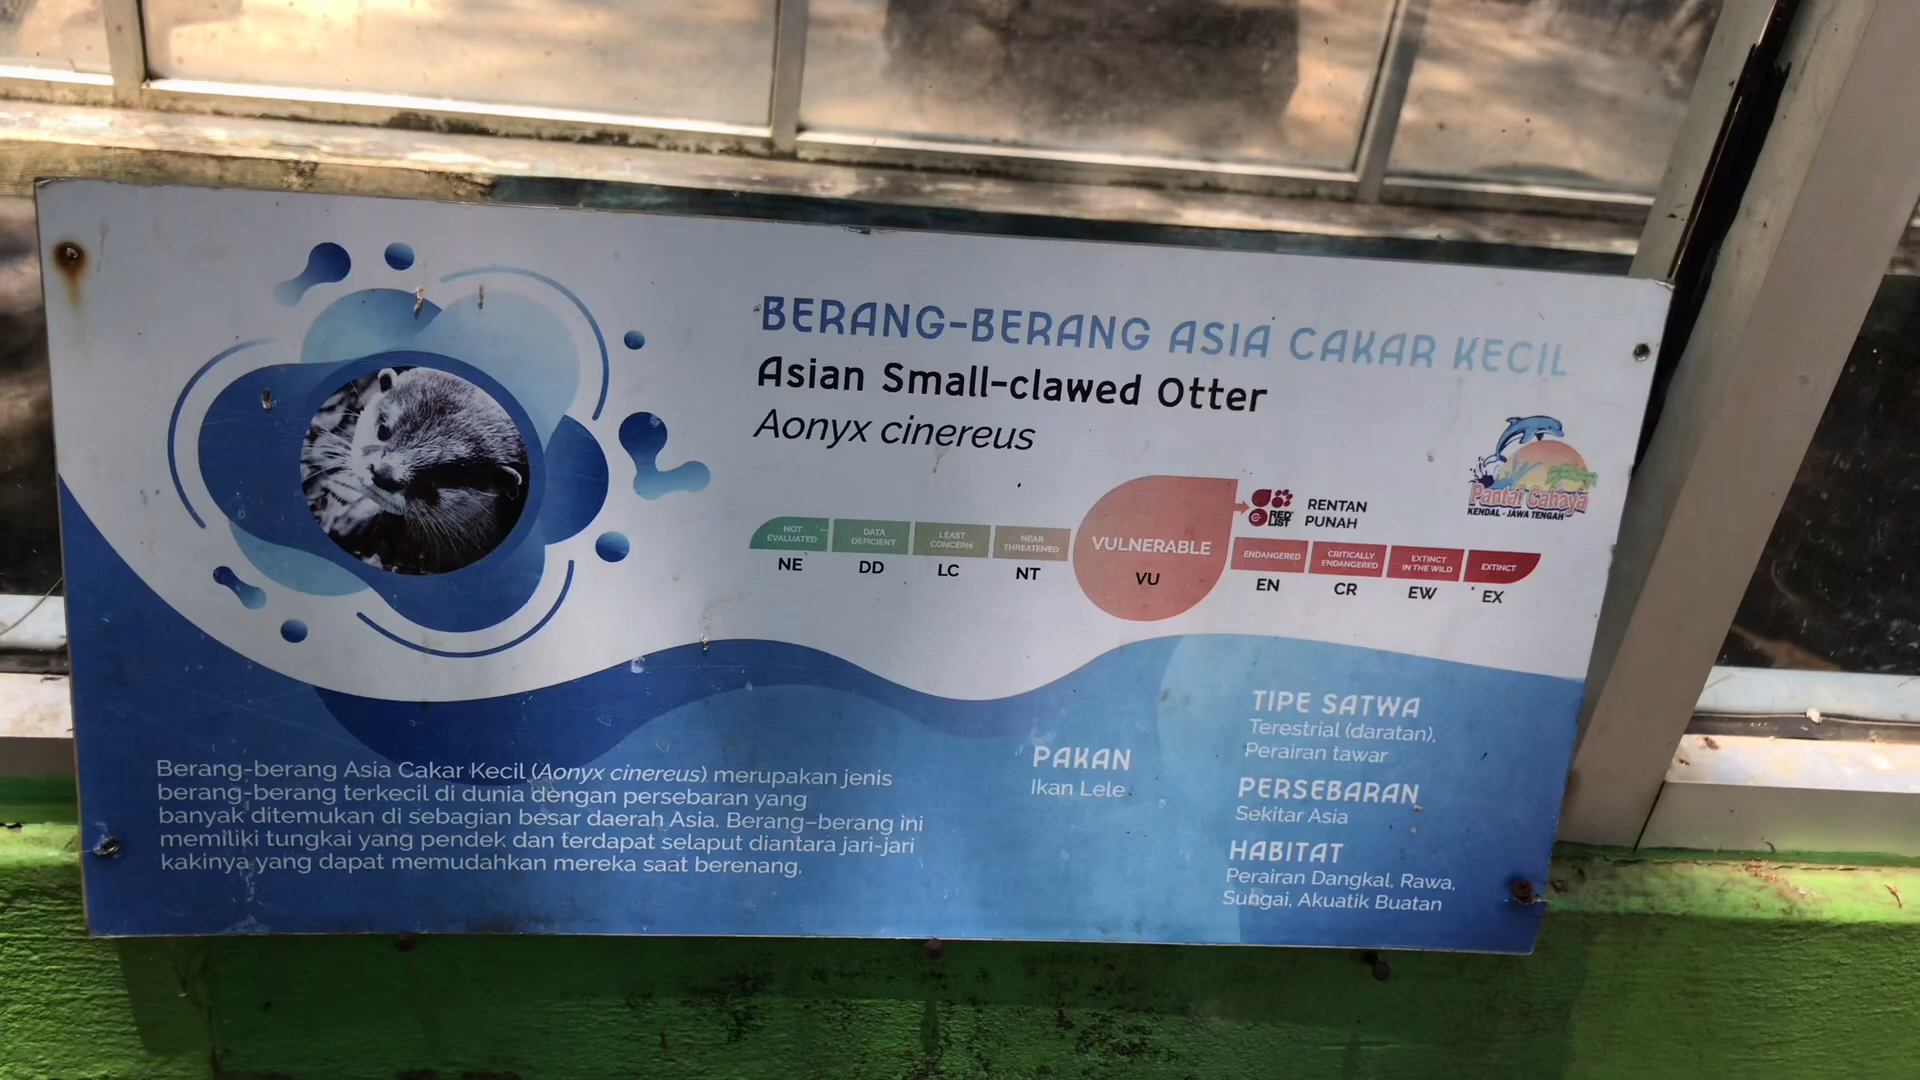 BERANG-BERANG ASIA CAKAR KECIL
Asian Small-clawed Otter
Aonyx cinereus
Pantai Cahaya
KENDAL - JAWA TENGAH
NOT EVALUATED
NE
DATA DEFICIENT
DD
LEAST CONCERN
LC
NEAR THREATENED
NT
VULNERABLE
VU
RED LIST
RENTAN
PUNAH
ENDANGERED
EN
CRITICALLY ENDANGERED
CR
EXTINCT IN THE WILD
EW
EXTINCT
EX
Berang-berang Asia Cakar Kecil (Aonyx cinereus) merupakan jenis
berang-berang terkecil di dunia dengan persebaran yang
banyak ditemukan di sebagian besar daerah Asia. Berang-berang ini
memiliki tungkai yang pendek dan terdapat selaput diantara jari-jari
kakinya yang dapat memudahkan mereka saat berenang.
PAKAN
Ikan Lele
TIPE SATWA
Terestrial (daratan),
Perairan tawar
PERSEBARAN
Sekitar Asia
HABITAT
Perairan Dangkal, Rawa,
Sungai, Akuatik Buatan